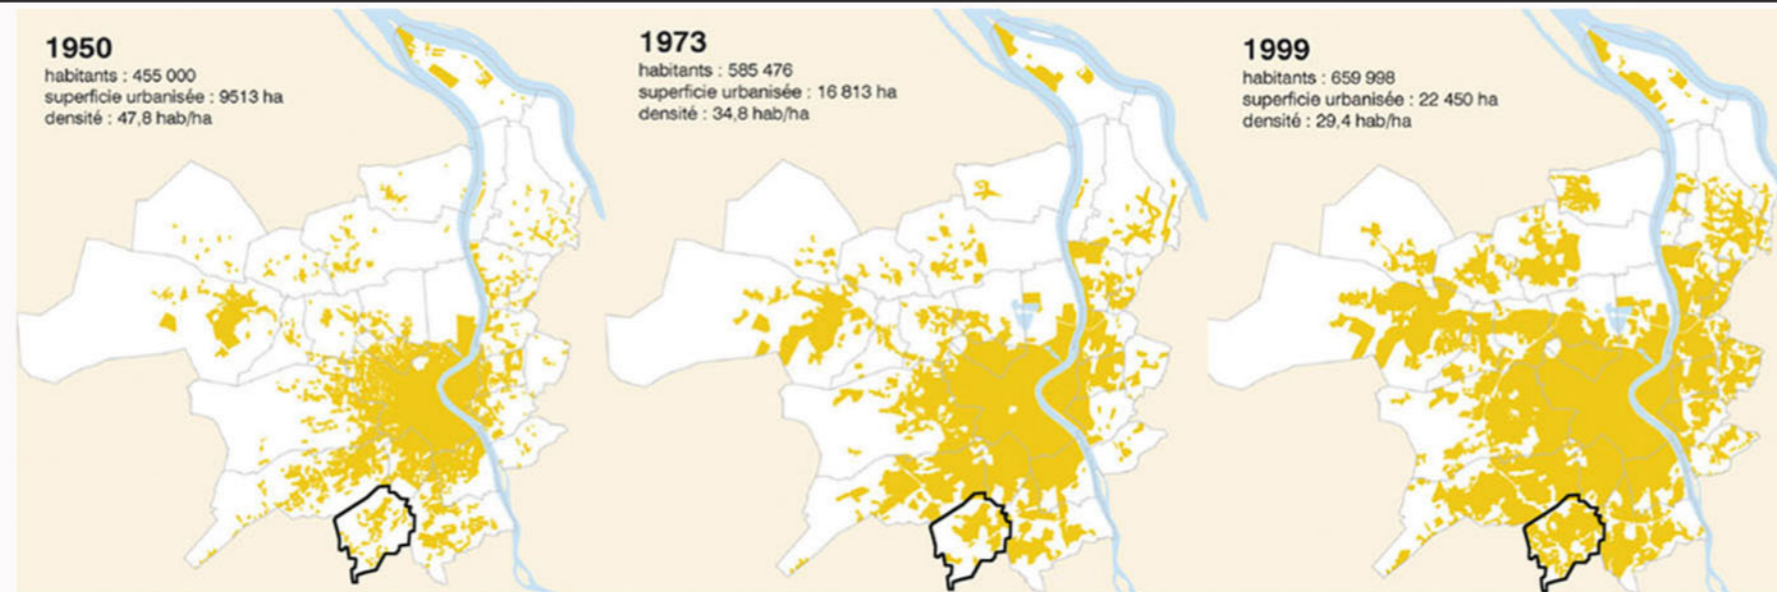 1950
habitants : 455 000
superficie urbanisée : 9513 ha
densité : 47,8 hab/ha
1973
habitants : 585 476
superficie urbanisée : 16 813 ha
densité : 34,8 hab/ha
1999
habitants : 659 998
superficie urbanisée : 22 450 ha
densité : 29,4 hab/ha